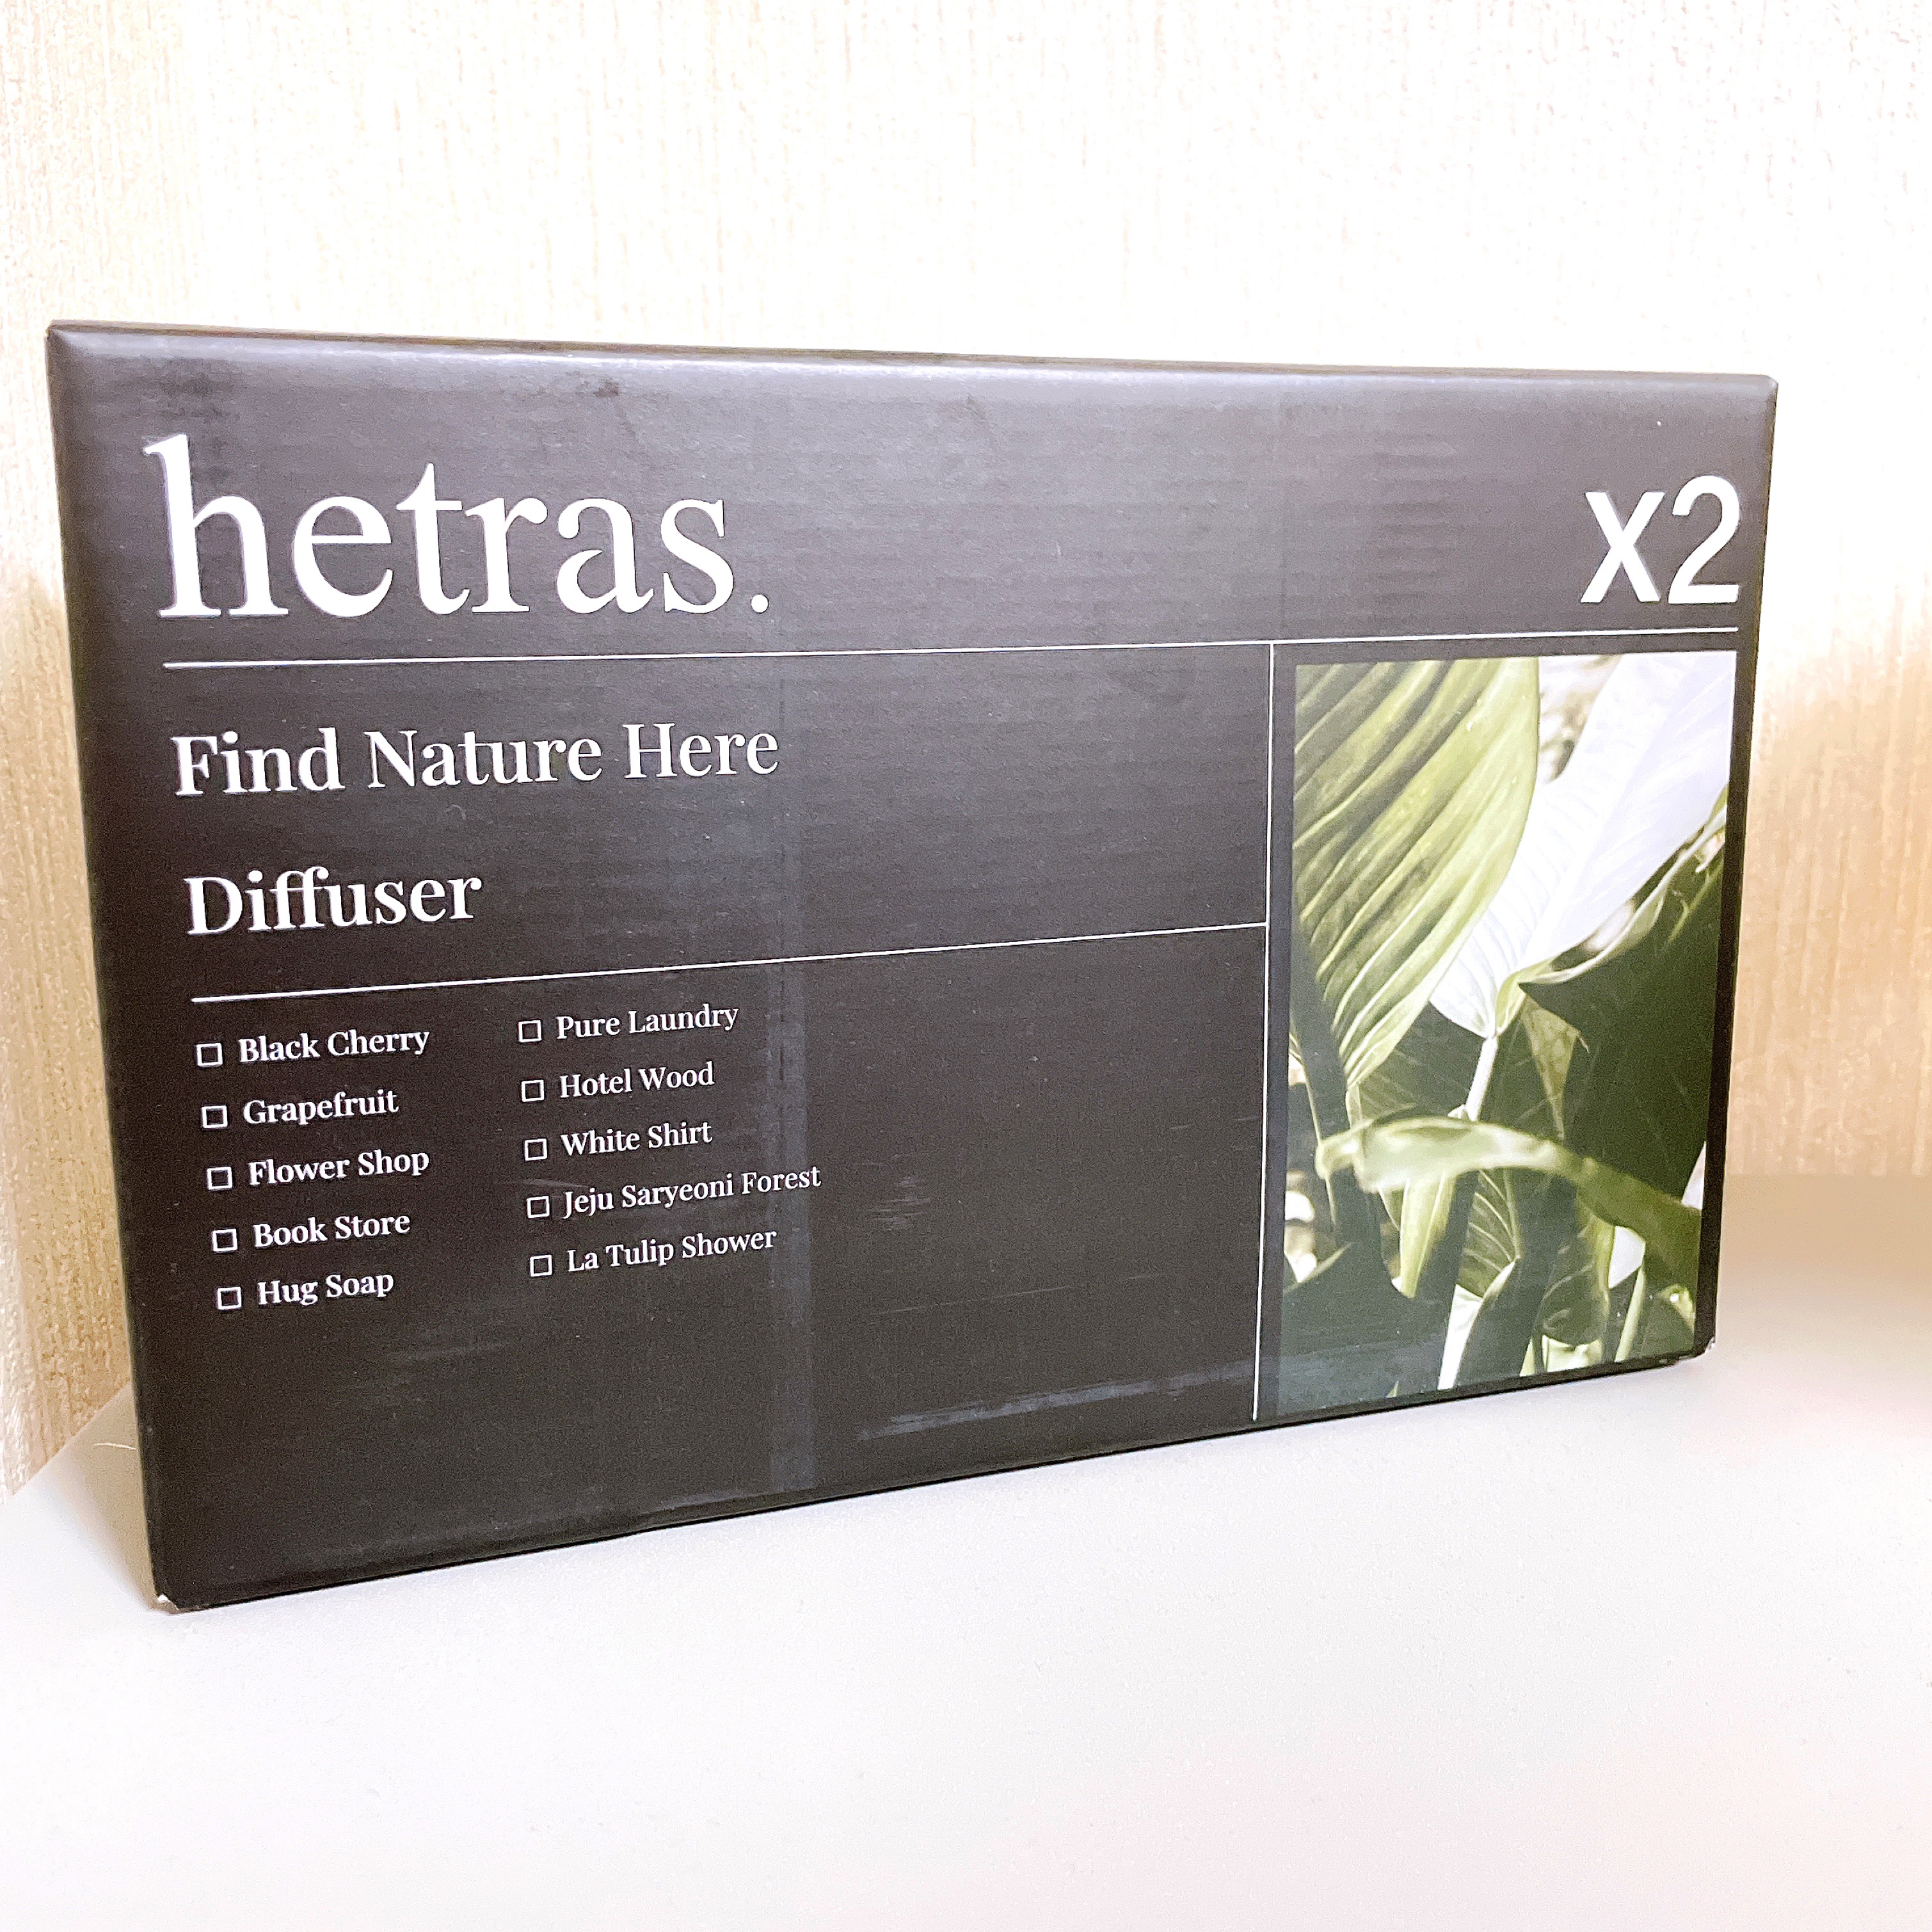 hetras.
x2
Find Nature Here
Diffuser
Black Cherry
Grapefruit
Flower Shop
Book Store
Hug Soap
Pure Laundry
Hotel Wood
White Shirt
Jeju Saryeoni Forest
La Tulip Shower